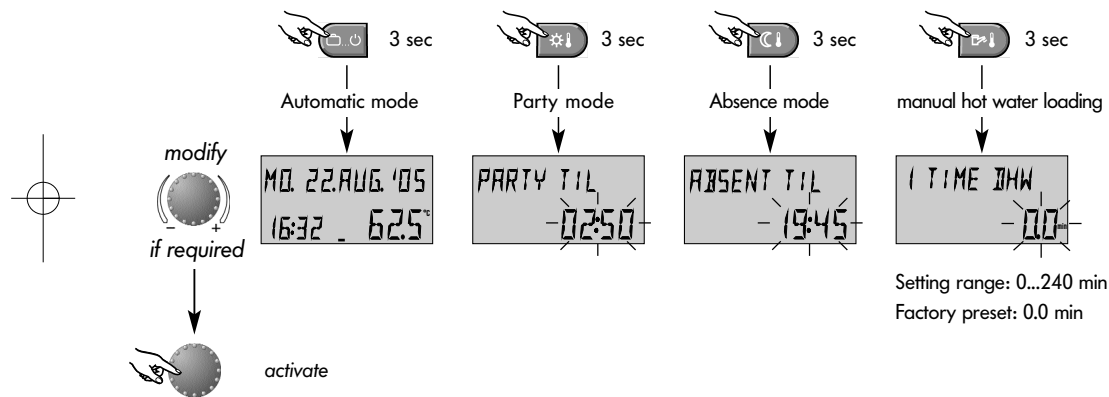 3 sec 3 sec 3 sec 3 sec
Automatic mode Party mode Absence mode manual hot water loading
modify
MO. 22.AUG. '05 PARTY TIL ABSENT TIL 1 TIME DHW
16:32 _ 62.5 °C 02:50 19:45 0.0 min
- +
if required
Setting range: 0...240 min
Factory preset: 0.0 min
activate